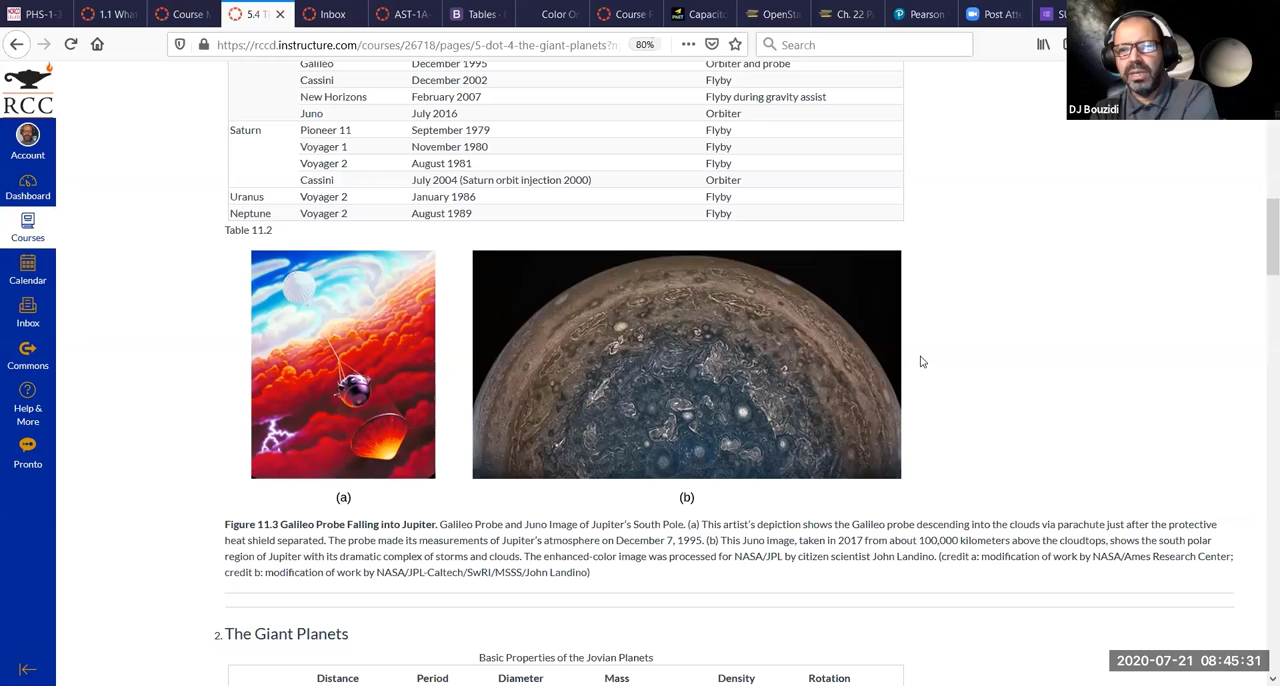 PHS-1-3
1.1 Wha
Course M
5.4 T
Inbox
AST-1A-
Tables -
Color O
Course R
Capacito
OpenSta
Ch. 22 P
Pearson
Post Att
SU
https://rccd.instructure.com/courses/26718/pages/5-dot-4-the-giant-planets?
80%
Search
RCC
Account
Dashboard
Courses
Calendar
Inbox
Commons
Help &
More
Pronto
DJ Bouzidi
Galileo December 1995 Orbiter and probe
Cassini December 2002 Flyby
New Horizons February 2007 Flyby during gravity assist
Juno July 2016 Orbiter
Saturn Pioneer 11 September 1979 Flyby
Voyager 1 November 1980 Flyby
Voyager 2 August 1981 Flyby
Cassini July 2004 (Saturn orbit injection 2000) Orbiter
Uranus Voyager 2 January 1986 Flyby
Neptune Voyager 2 August 1989 Flyby
Table 11.2
(a) (b)
Figure 11.3 Galileo Probe Falling into Jupiter. Galileo Probe and Juno Image of Jupiter's South Pole. (a) This artist's depiction shows the Galileo probe descending into the clouds via parachute just after the protective
heat shield separated. The probe made its measurements of Jupiter's atmosphere on December 7, 1995. (b) This Juno image, taken in 2017 from about 100,000 kilometers above the cloudtops, shows the south polar
region of Jupiter with its dramatic complex of storms and clouds. The enhanced-color image was processed for NASA/JPL by citizen scientist John Landino. (credit a: modification of work by NASA/Ames Research Center;
credit b: modification of work by NASA/JPL-Caltech/SwRI/MSSS/John Landino)
2. The Giant Planets
Basic Properties of the Jovian Planets
Distance Period Diameter Mass Density Rotation
2020-07-21 08:45:31